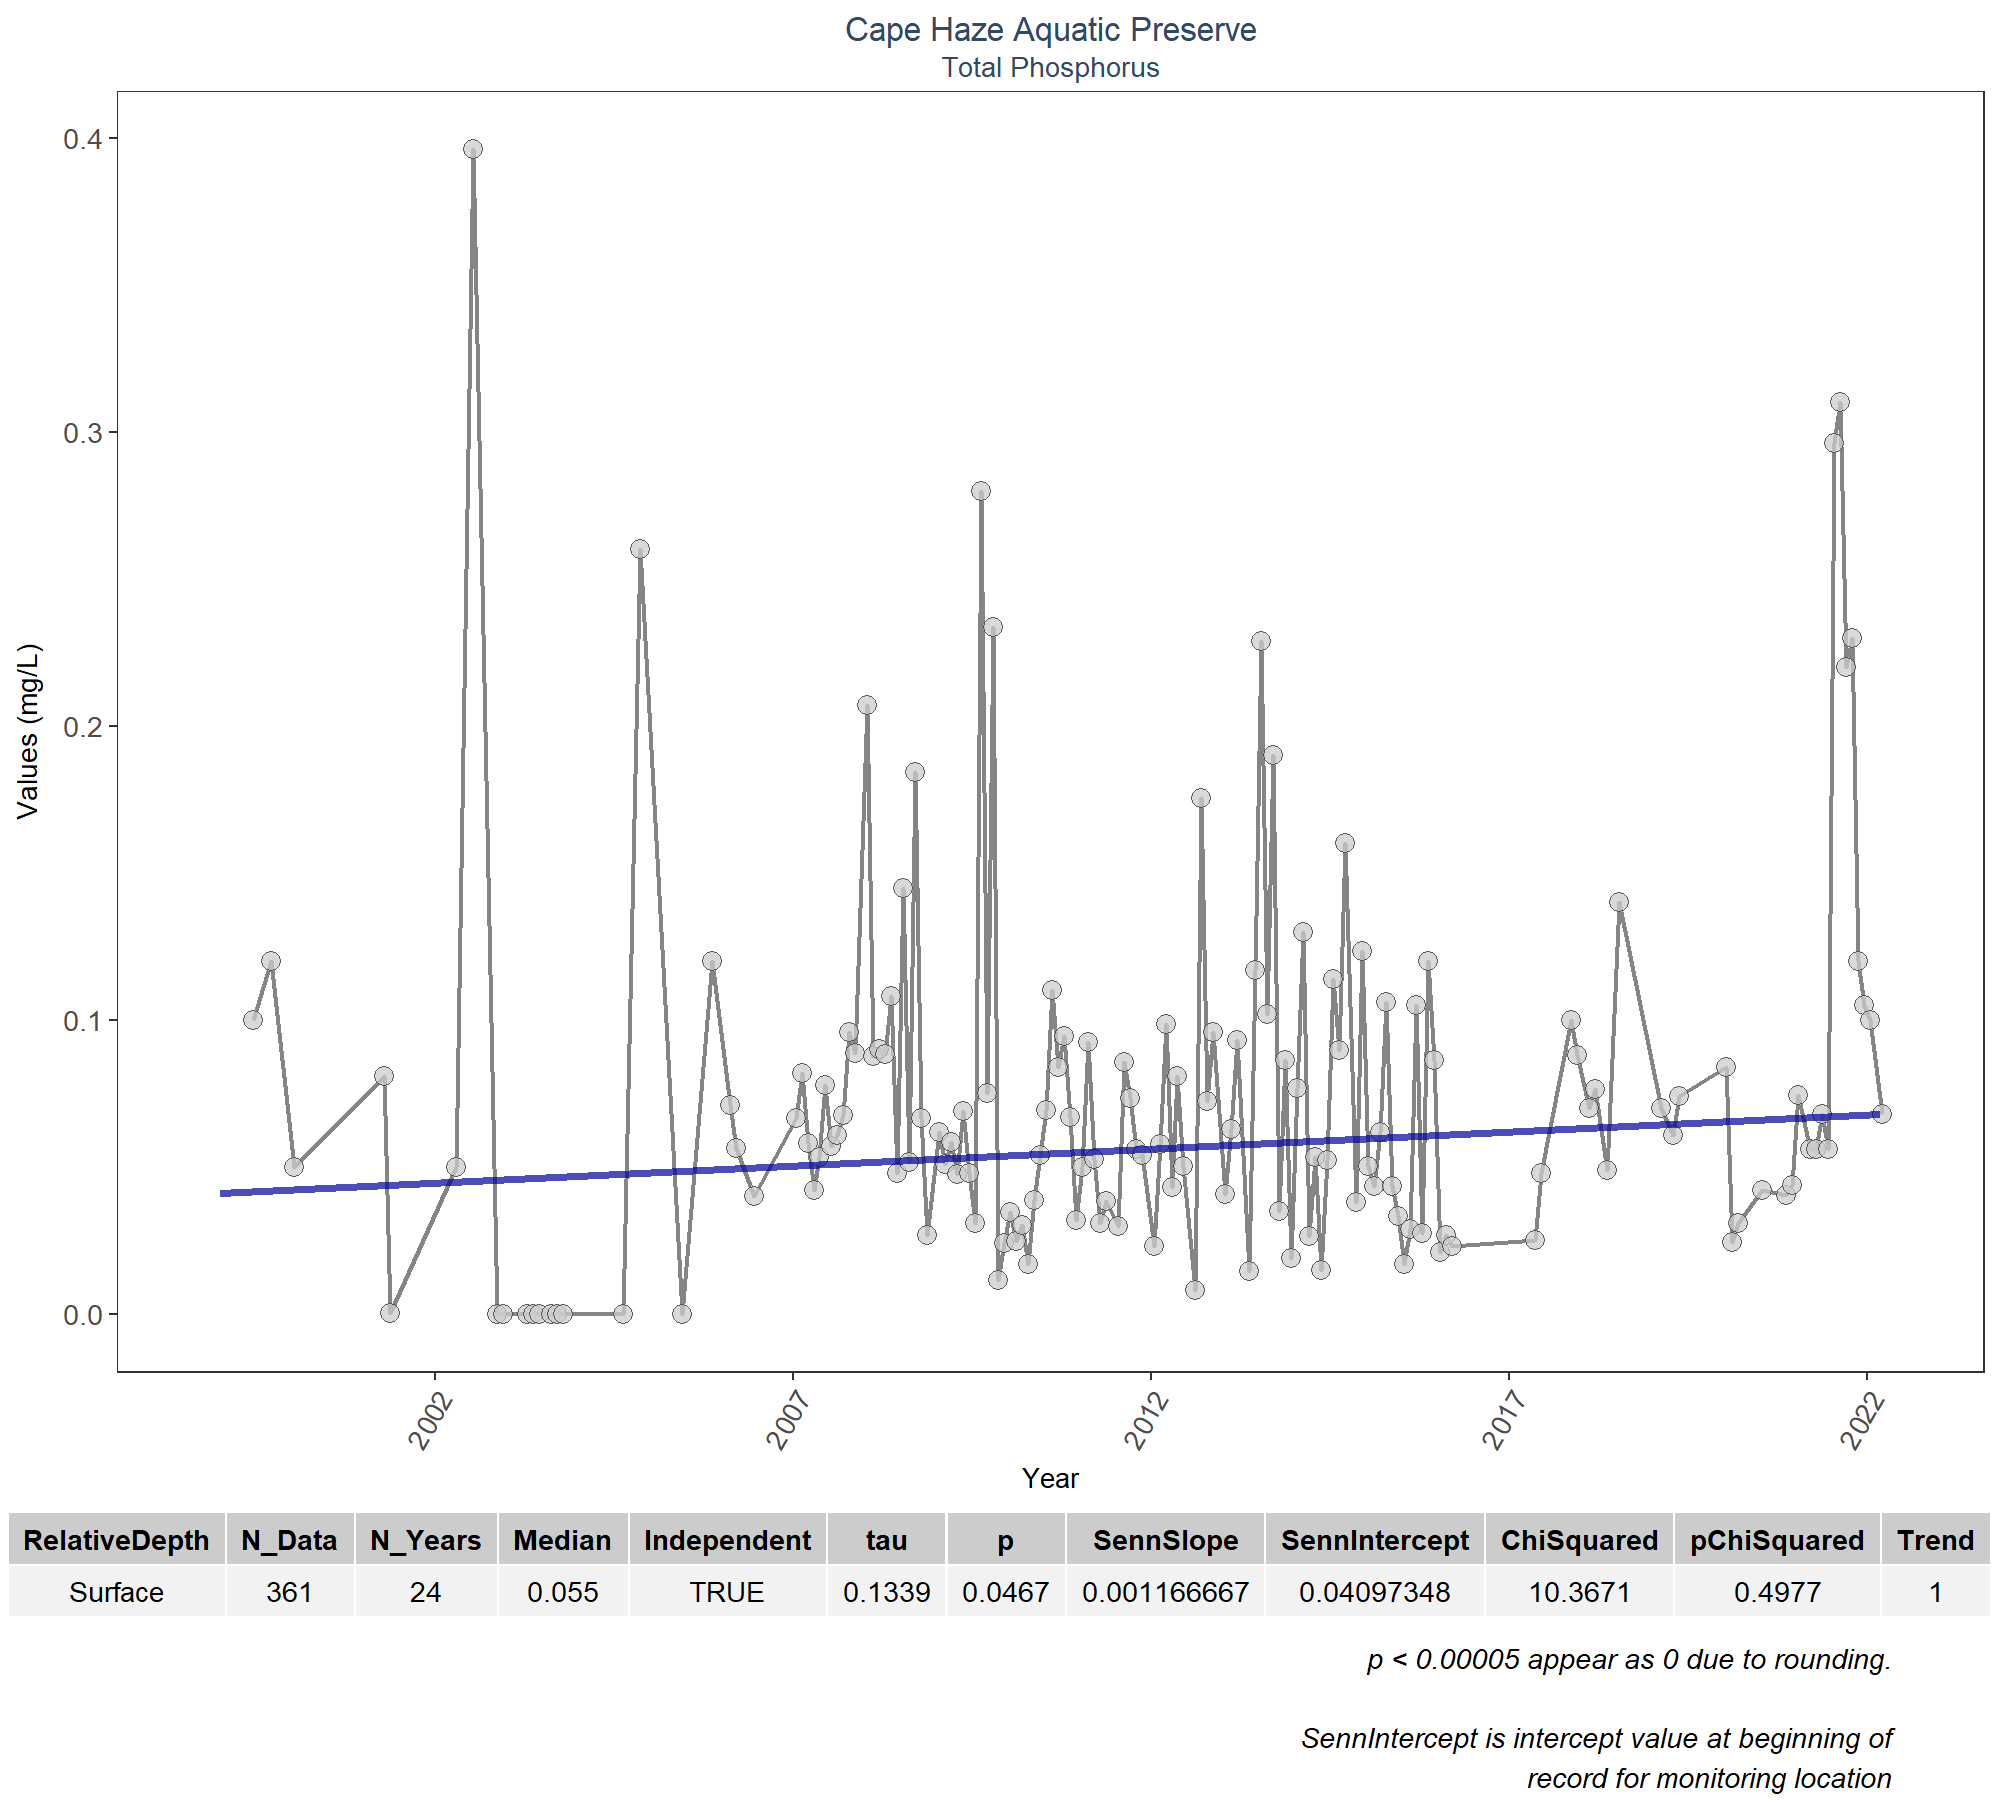 Cape Haze Aquatic Preserve
Total Phosphorus
0.4
0.3
0.2
0.1
0.0
Values (mg/L)
2002 2007 2012 2017 2022
Year
RelativeDepth N_Data N_Years Median Independent tau p SennSlope SennIntercept ChiSquared pChiSquared Trend
Surface 361 24 0.055 TRUE 0.1339 0.0467 0.001166667 0.04097348 10.3671 0.4977 1
p < 0.00005 appear as 0 due to rounding.
SennIntercept is intercept value at beginning of
record for monitoring location